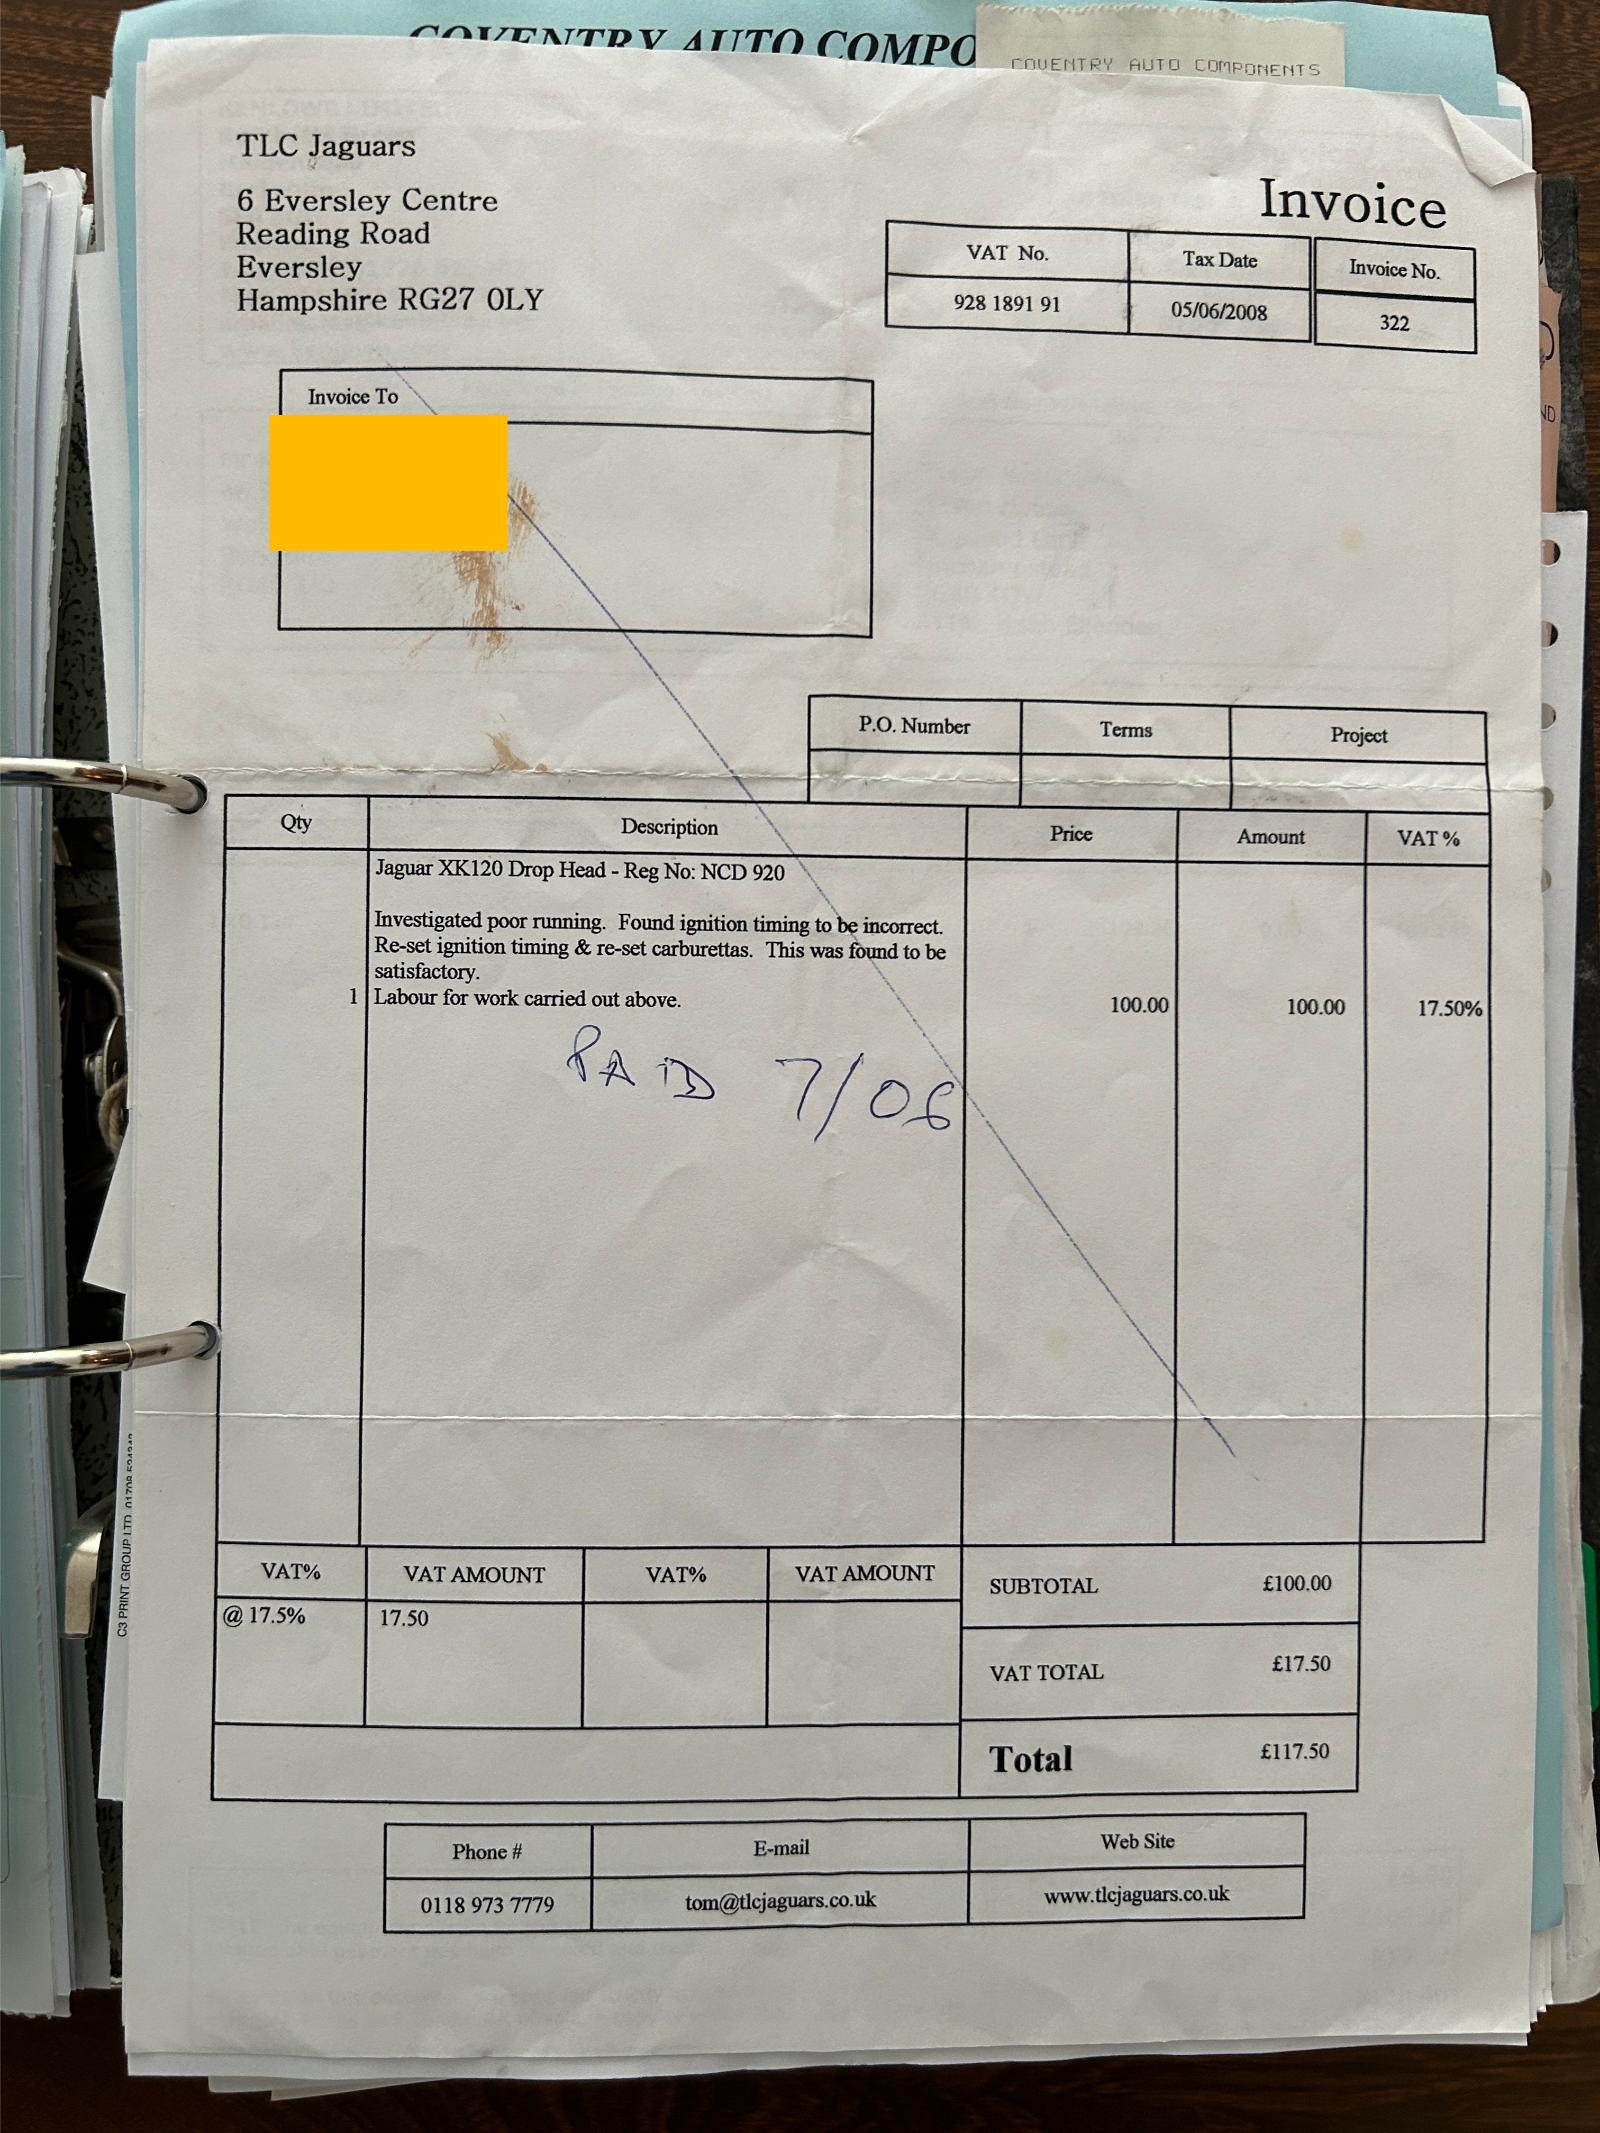 COVENTRY AUTO COMPO
COVENTRY AUTO COMPONENTS
TLC Jaguars
6 Eversley Centre
Reading Road
Eversley
Hampshire RG27 0LY
Invoice
VAT No. Tax Date Invoice No.
928 1891 91 05/06/2008 322
Invoice To
P.O. Number Terms Project
Qty Description Price Amount VAT %
Jaguar XK120 Drop Head - Reg No: NCD 920
Investigated poor running. Found ignition timing to be incorrect.
Re-set ignition timing & re-set carburettas. This was found to be
satisfactory.
1 Labour for work carried out above. 100.00 100.00 17.50%
PAID 7/06
VAT% VAT AMOUNT VAT% VAT AMOUNT
@ 17.5% 17.50
SUBTOTAL £100.00
VAT TOTAL £17.50
Total £117.50
Phone # E-mail Web Site
0118 973 7779 tom@tlcjaguars.co.uk www.tlcjaguars.co.uk
C3 PRINT GROUP LTD
ND